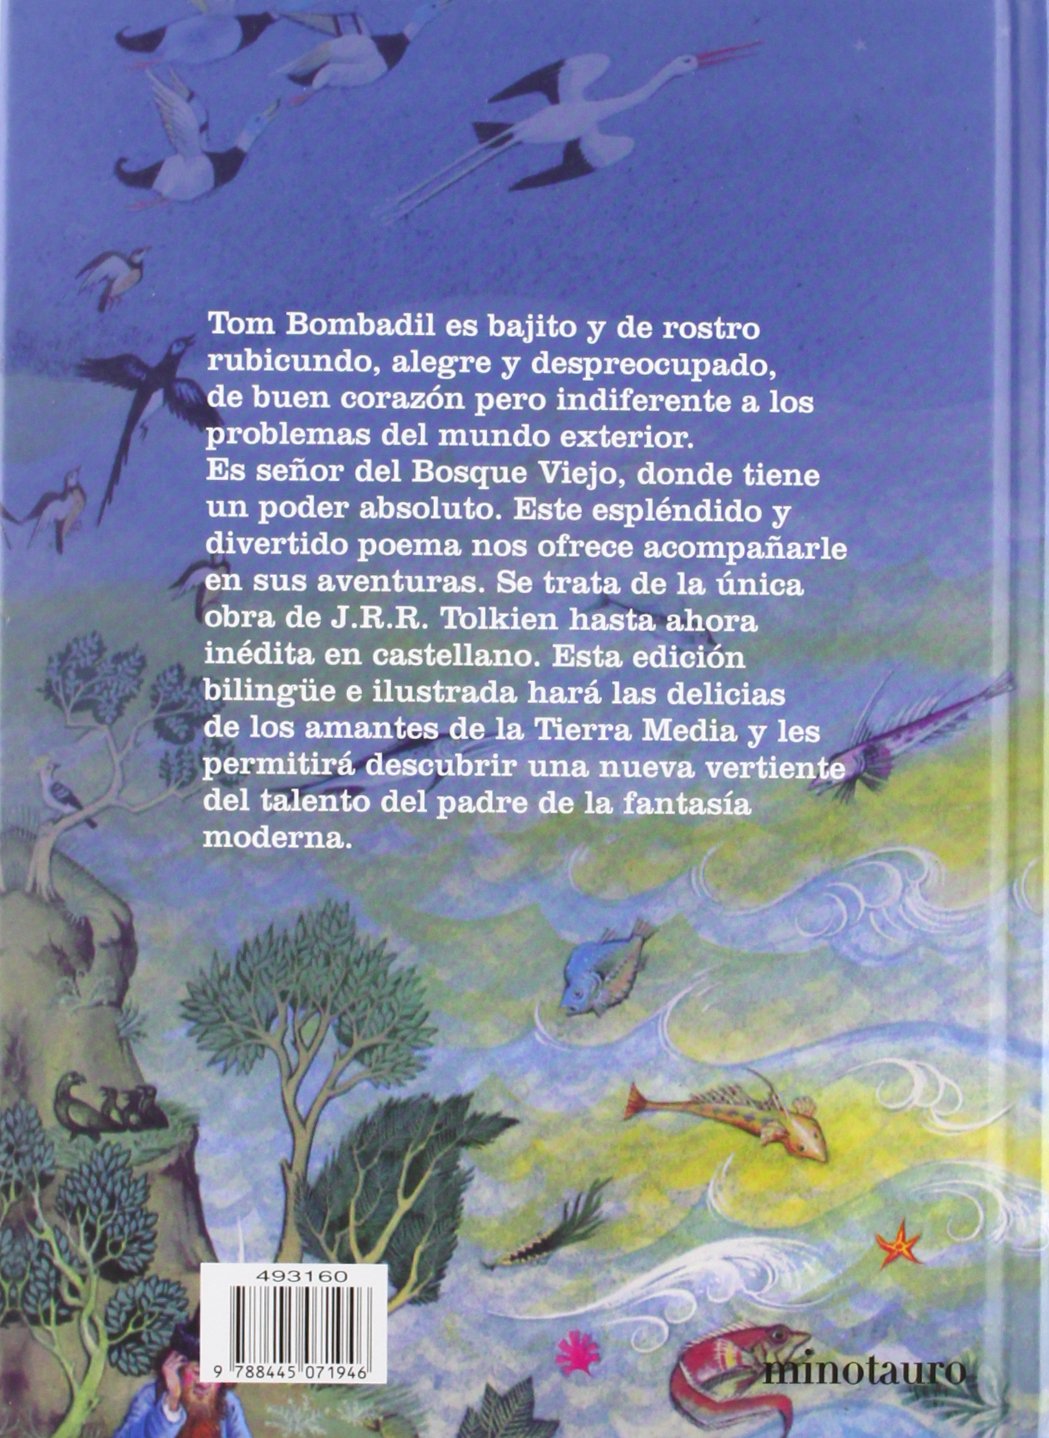 Tom Bombadil es bajito y de rostro
rubicundo, alegre y despreocupado,
de buen corazón pero indiferente a los
problemas del mundo exterior.
Es señor del Bosque Viejo, donde tiene
un poder absoluto. Este espléndido y
divertido poema nos ofrece acompañarle
en sus aventuras. Se trata de la única
obra de J.R.R. Tolkien hasta ahora
inédita en castellano. Esta edición
bilingüe e ilustrada hará las delicias
de los amantes de la Tierra Media y les
permitirá descubrir una nueva vertiente
del talento del padre de la fantasía
moderna.
493160
9 788445 071946
minotauro